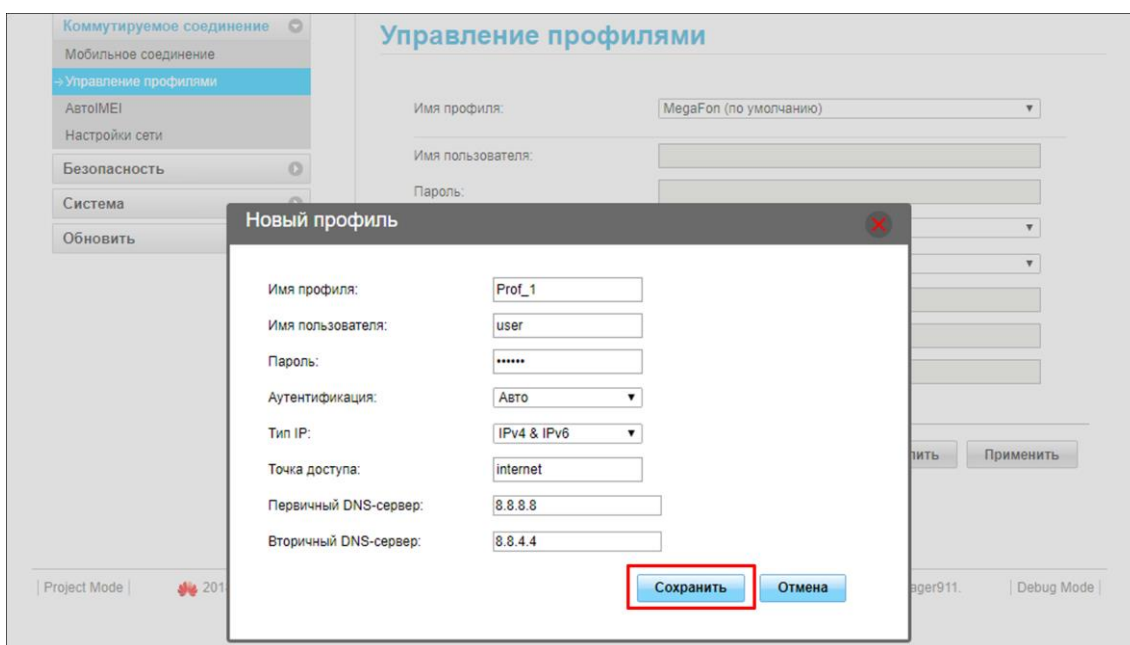 Коммутируемое соединение
Мобильное соединение
→Управление профилями
АвтоIMEI
Настройки сети
Безопасность
Система
Обновить
Управление профилями
Имя профиля: MegaFon (по умолчанию)
Имя пользователя:
Пароль:
Новый профиль
Имя профиля: Prof_1
Имя пользователя: user
Пароль: ••••••
Аутентификация: Авто
Тип IP: IPv4 & IPv6
Точка доступа: internet
Первичный DNS-сервер: 8.8.8.8
Вторичный DNS-сервер: 8.8.4.4
Сохранить Отмена
Применить
| Project Mode | 201 ager911. | Debug Mode |